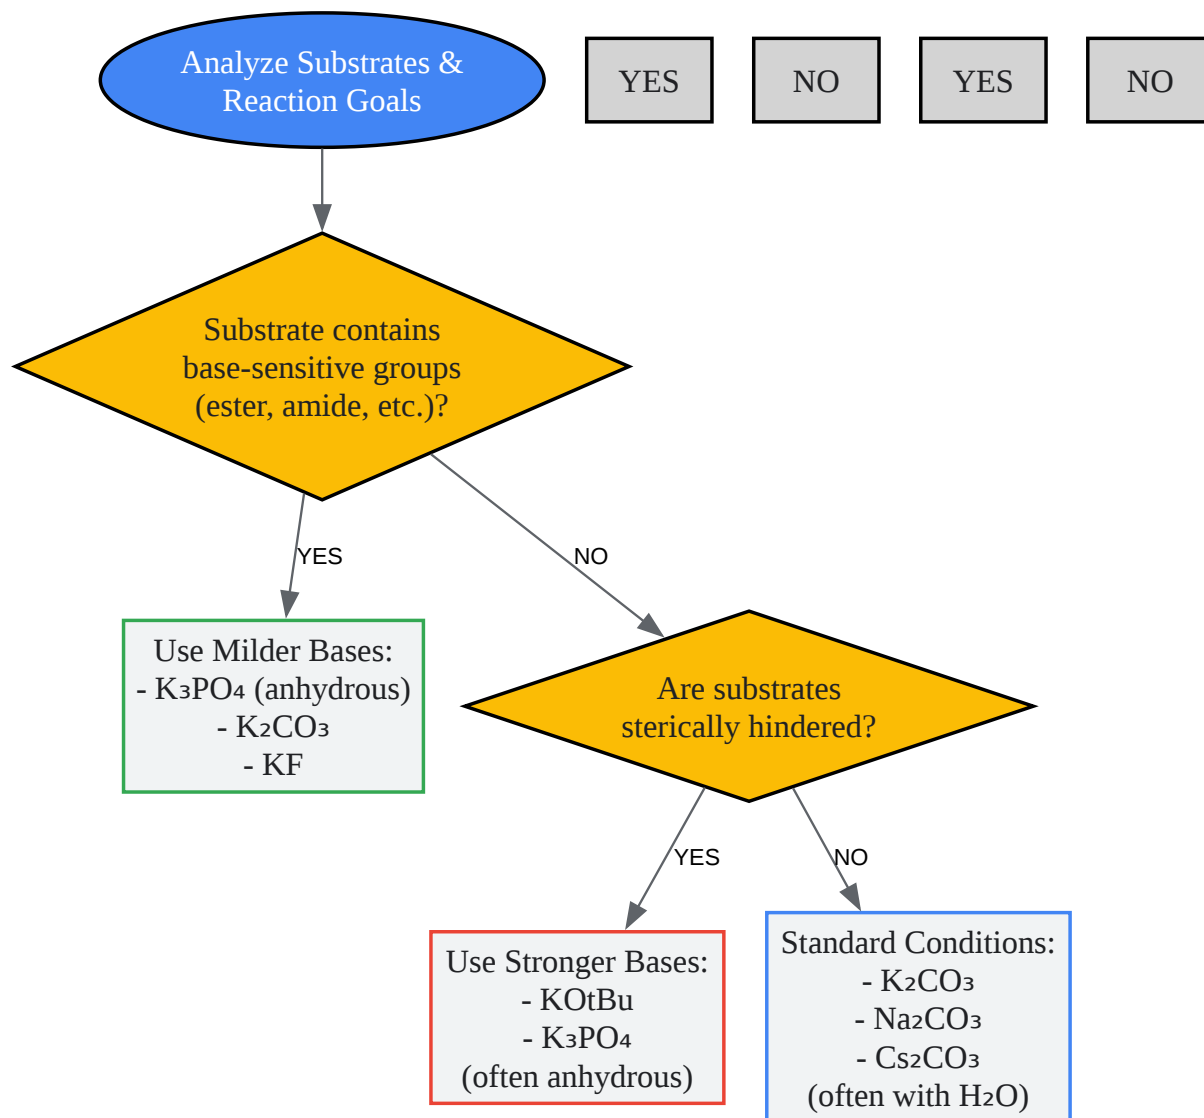 Analyze Substrates &
Reaction Goals
YES
NO
YES
NO
Substrate contains
base-sensitive groups
(ester, amide, etc.)?
YES
NO
Use Milder Bases:
- K₃PO₄ (anhydrous)
- K₂CO₃
- KF
Are substrates
sterically hindered?
YES
NO
Use Stronger Bases:
- KOtBu
- K₃PO₄
(often anhydrous)
Standard Conditions:
- K₂CO₃
- Na₂CO₃
- Cs₂CO₃
(often with H₂O)